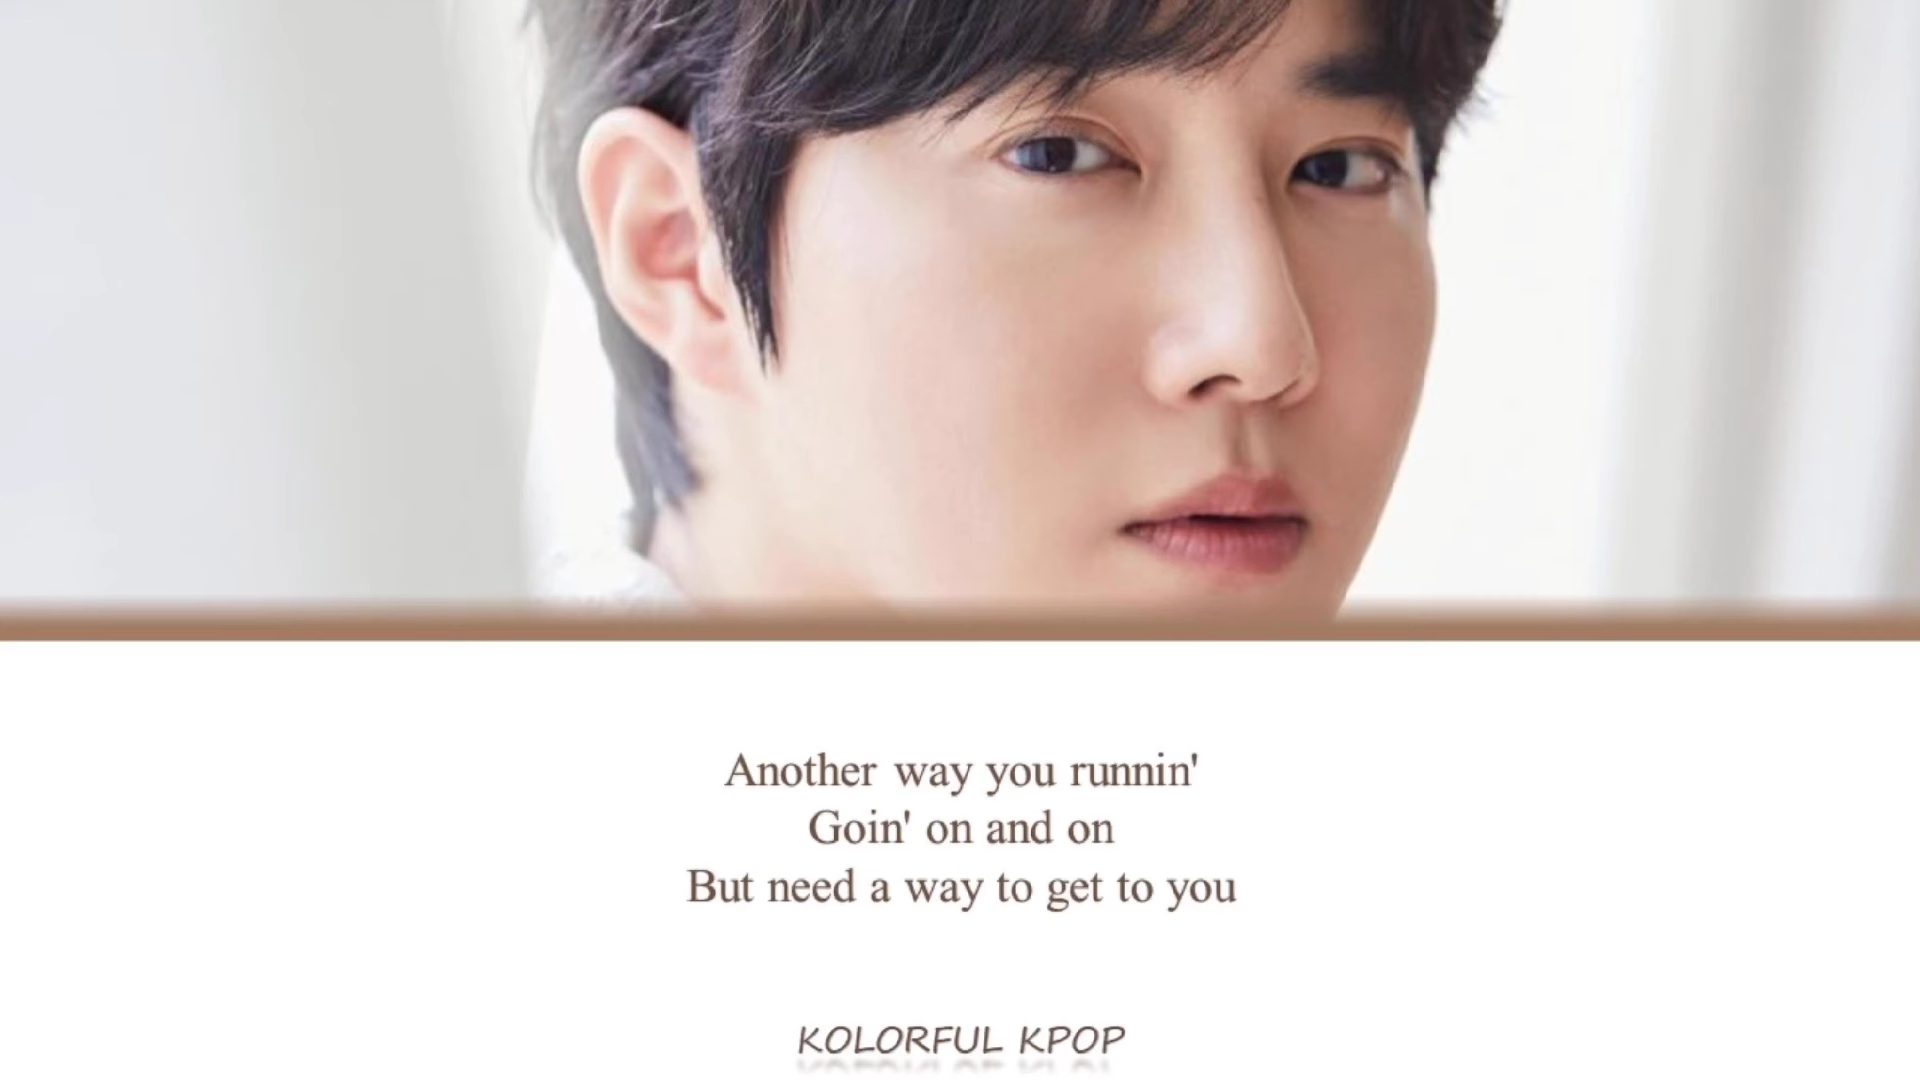 Another way you runnin'
Goin' on and on
But need a way to get to you
KOLORFUL KPOP